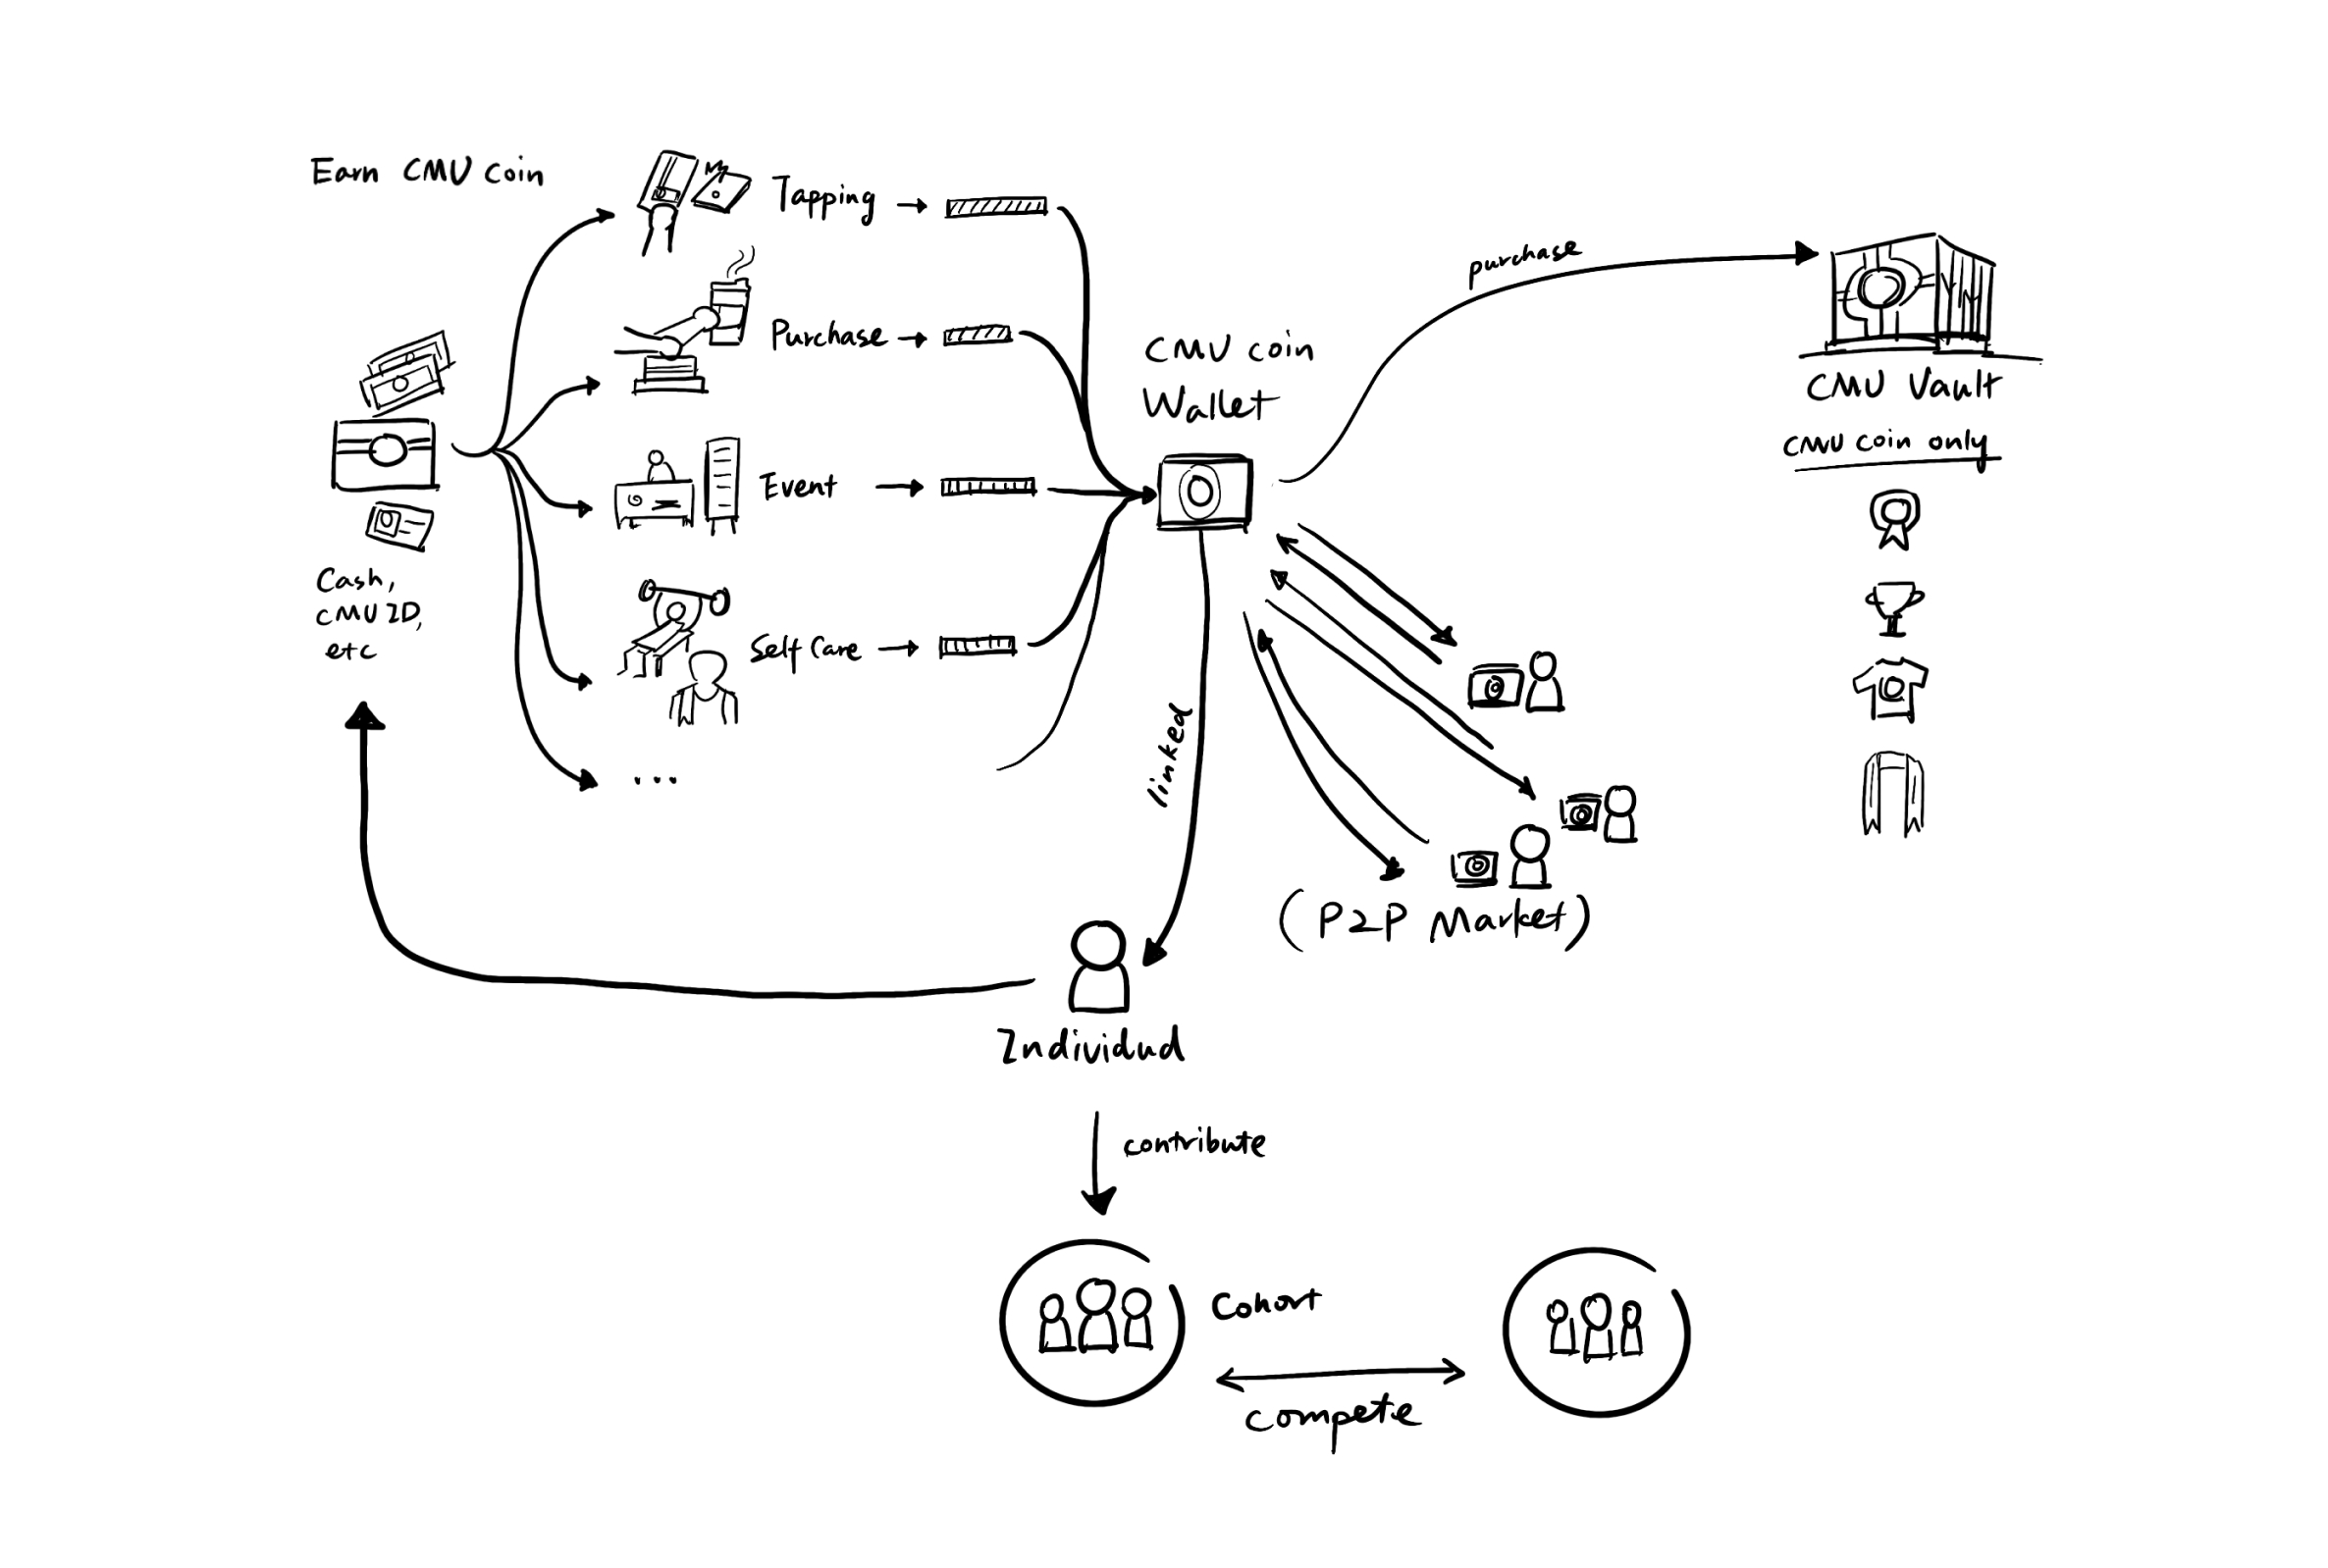 Earn CMU coin
Tapping
Purchase
Event
Self Care
...
Cash,
CMU ID,
etc
CMU coin
Wallet
purchase
CMU Vault
CMU coin only
linked
(P2P Market)
Individual
contribute
Cohort
compete